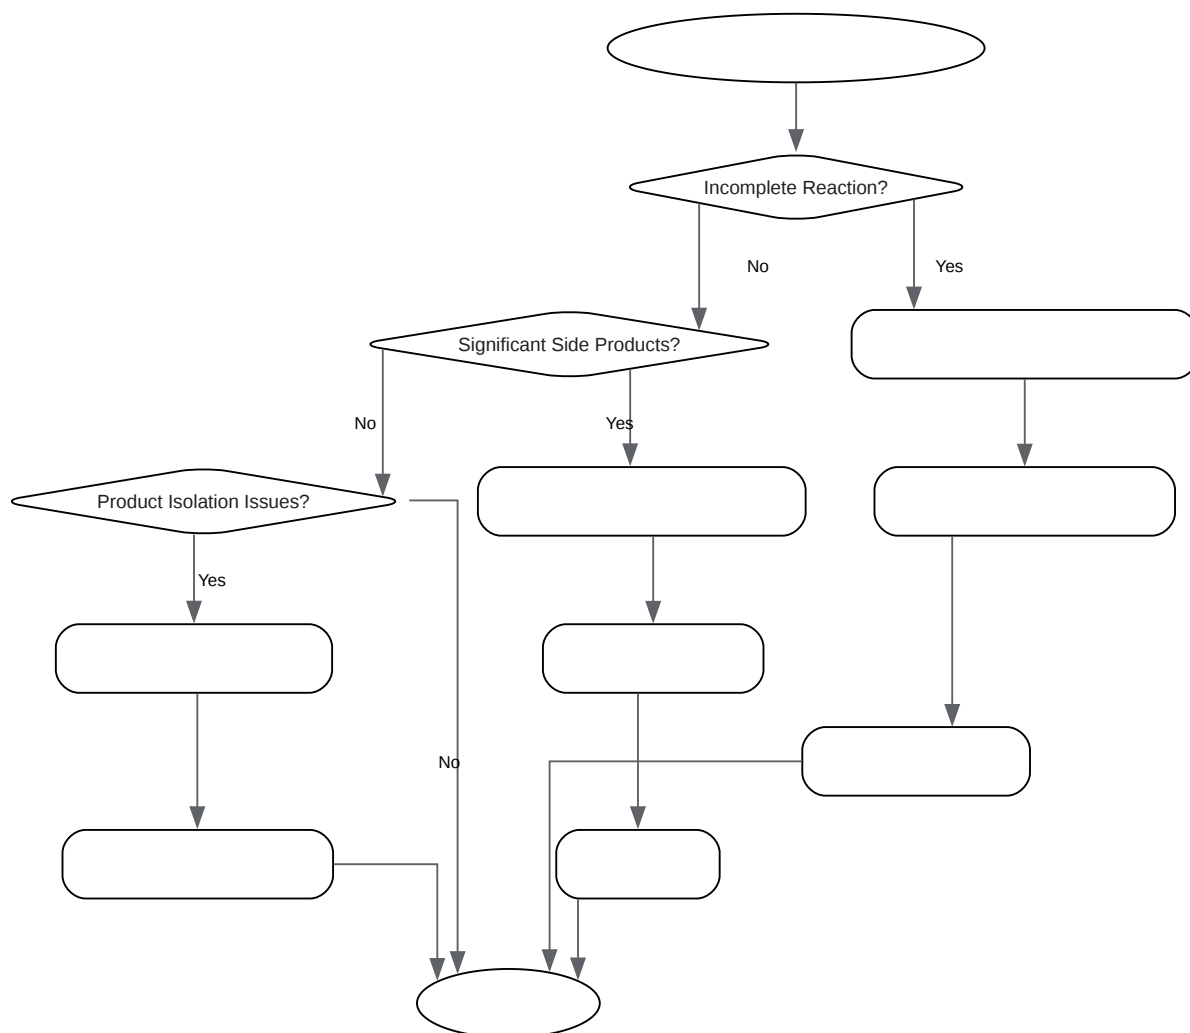 Incomplete Reaction?
No
Yes
Significant Side Products?
No
Yes
Product Isolation Issues?
Yes
No